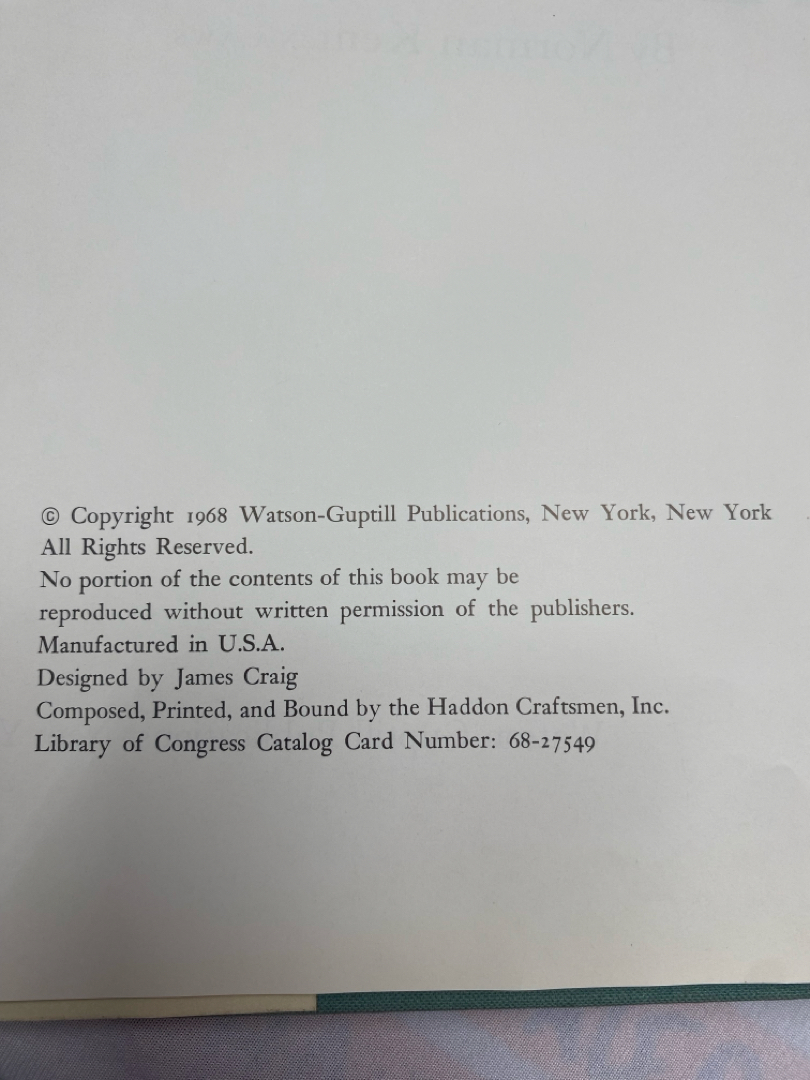 © Copyright 1968 Watson-Guptill Publications, New York, New York
All Rights Reserved.
No portion of the contents of this book may be
reproduced without written permission of the publishers.
Manufactured in U.S.A.
Designed by James Craig
Composed, Printed, and Bound by the Haddon Craftsmen, Inc.
Library of Congress Catalog Card Number: 68-27549